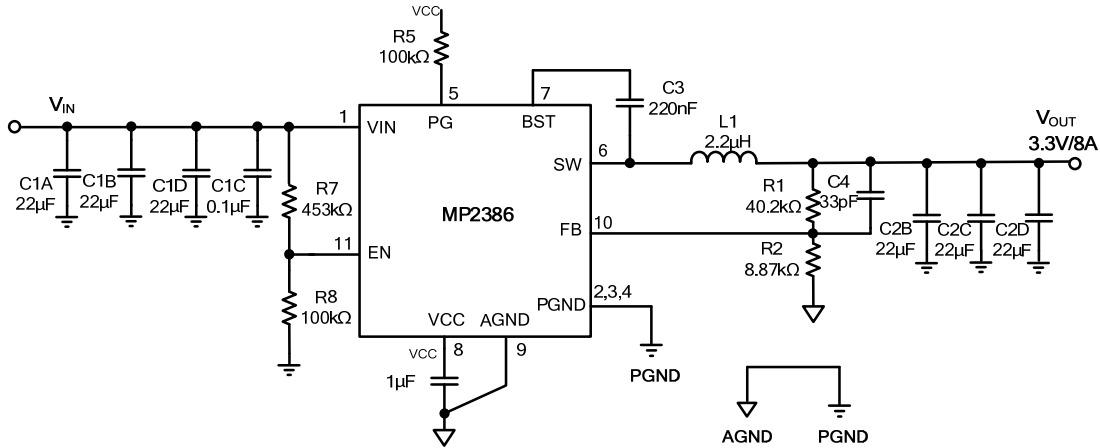 VCC
R5
100kΩ
5
PG
7
BST
C3
220nF
VIN
1
VIN
C1A
22µF
C1B
22µF
C1D
22µF
C1C
0.1µF
R7
453kΩ
11
EN
R8
100kΩ
MP2386
6
SW
L1
2.2µH
VOUT
3.3V/8A
R1
40.2kΩ
C4
33pF
10
FB
R2
8.87kΩ
C2B
22µF
C2C
22µF
C2D
22µF
2,3,4
PGND
PGND
VCC
AGND
VCC
8
9
1µF
AGND
PGND